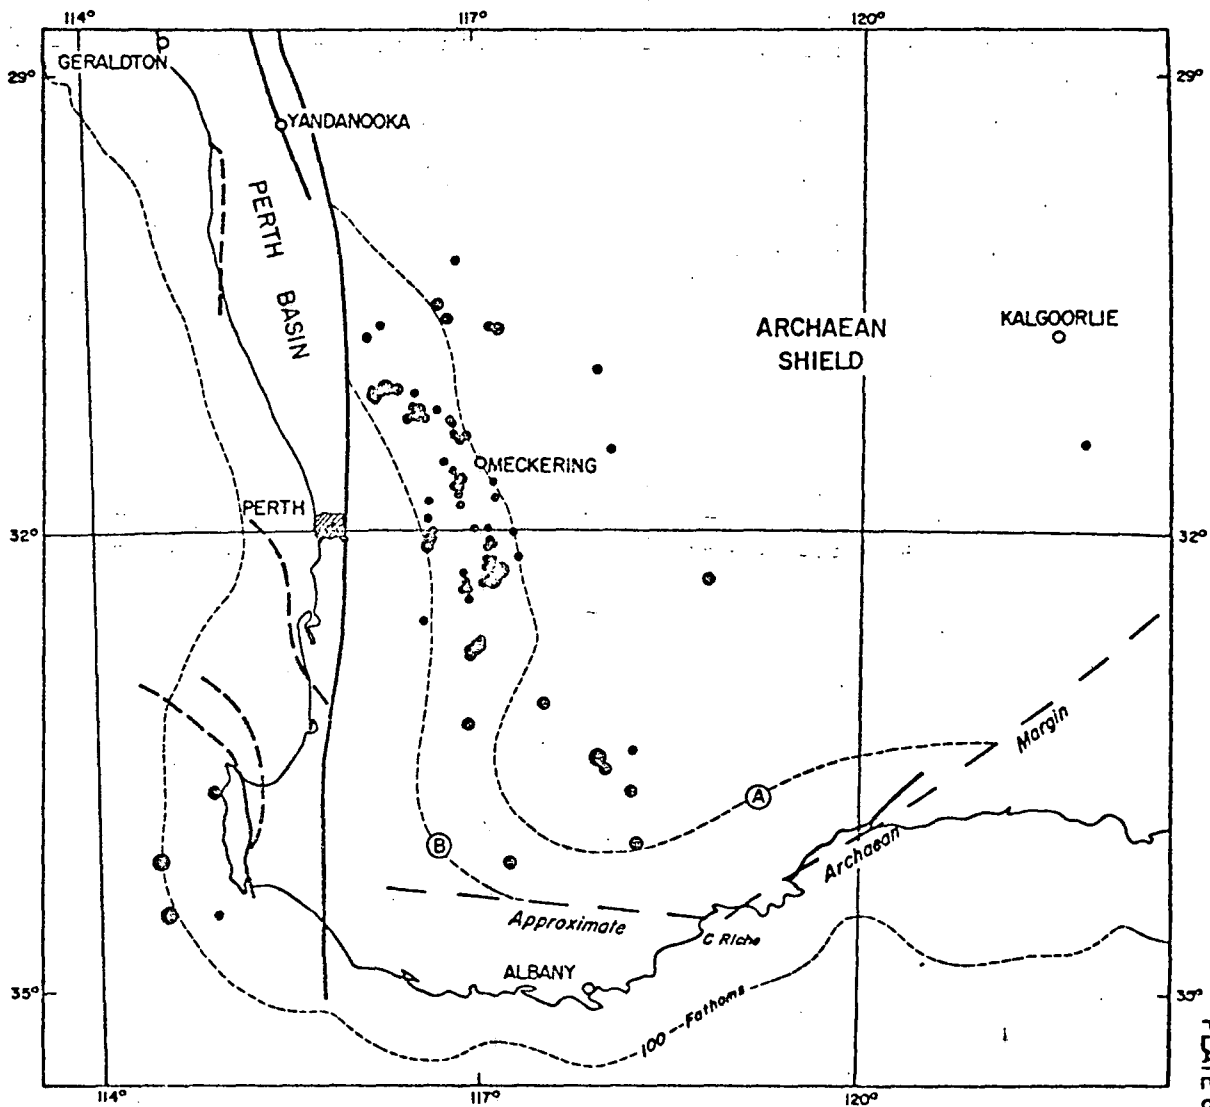 114°
117°
120°
GERALDTON
29°
29°
YANDANOOKA
PERTH BASIN
ARCHAEAN
SHIELD
KALGOORLIE
MECKERING
PERTH
32°
32°
Margin
A
B
Archaean
Approximate
C Riche
ALBANY
35°
35°
100 Fathoms
114°
117°
120°